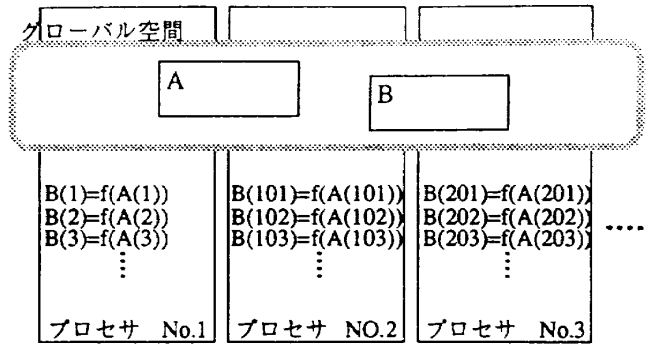 グローバル空間
A
B
B(1)=f(A(1))
B(2)=f(A(2))
B(3)=f(A(3))
プロセサ No.1
B(101)=f(A(101))
B(102)=f(A(102))
B(103)=f(A(103))
プロセサ NO.2
B(201)=f(A(201))
B(202)=f(A(202))
B(203)=f(A(203))
プロセサ No.3